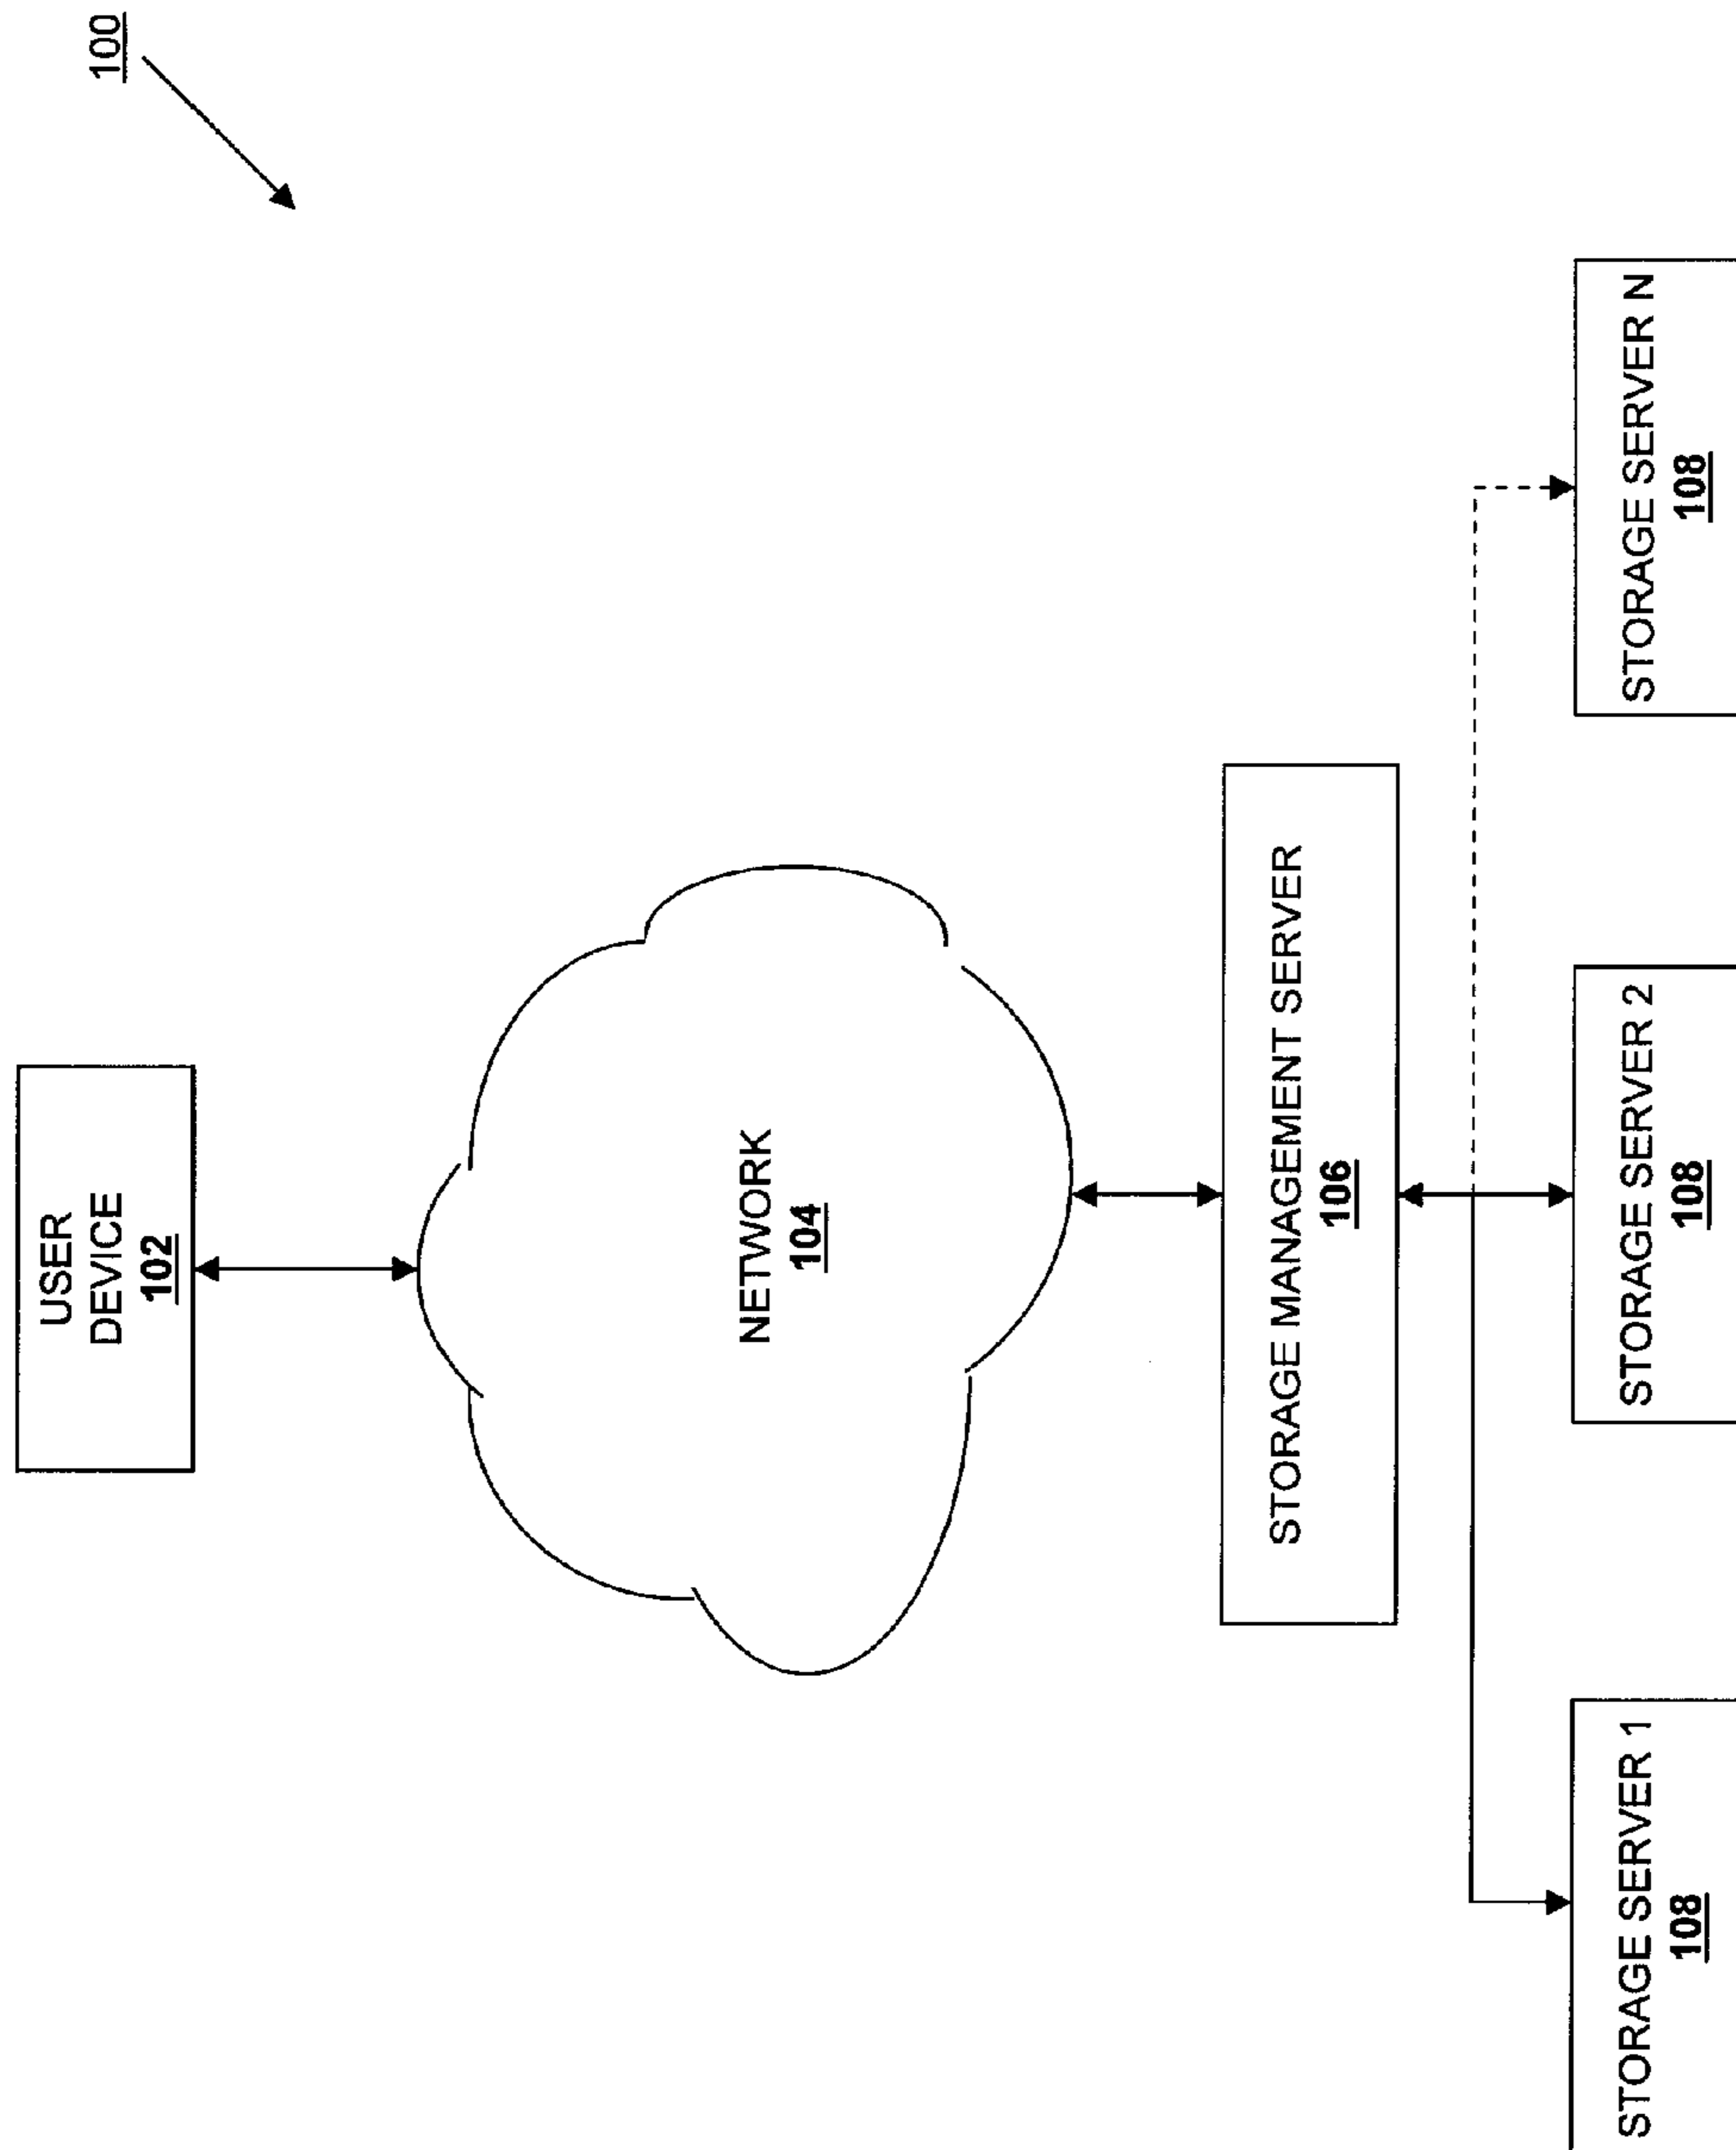 100
USER
DEVICE
102
NETWORK
104
STORAGE MANAGEMENT SERVER
106
STORAGE SERVER 1
108
STORAGE SERVER 2
108
STORAGE SERVER N
108